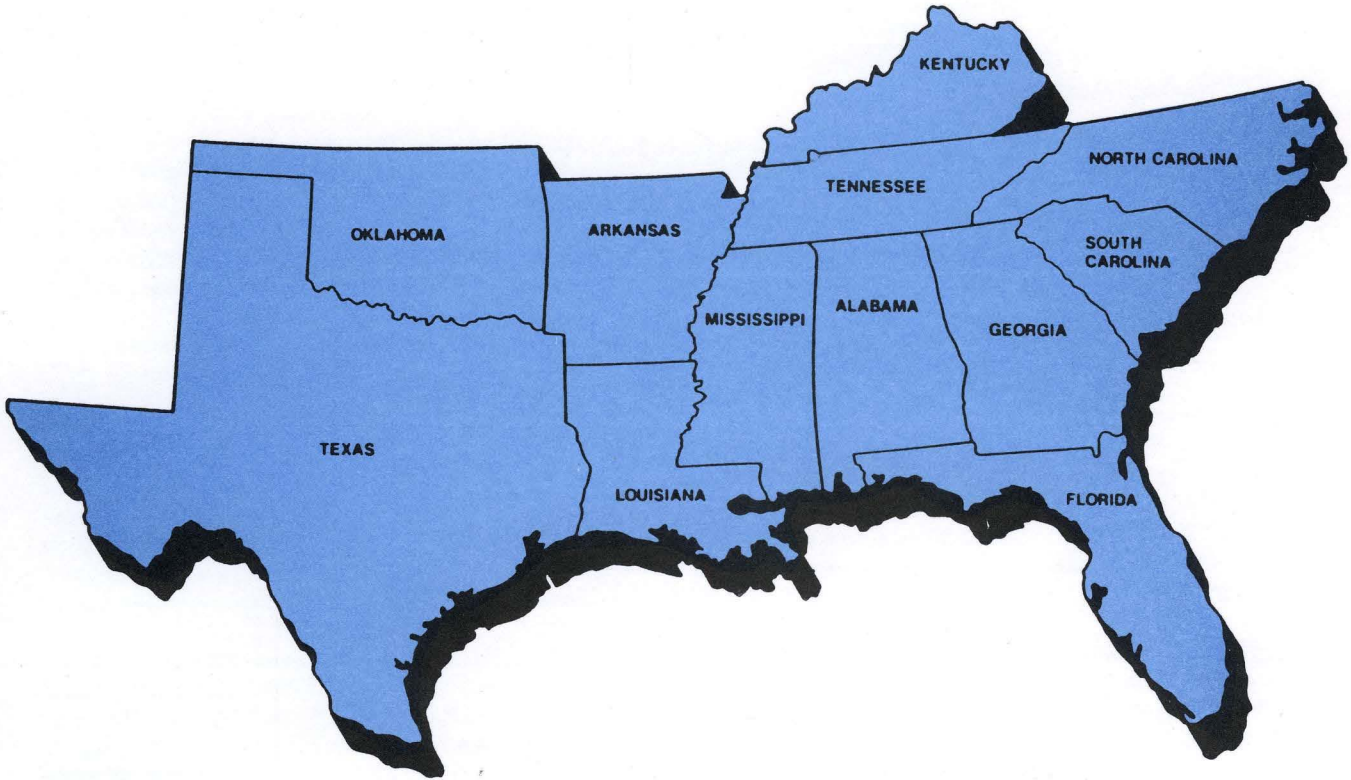 KENTUCKY
NORTH CAROLINA
TENNESSEE
OKLAHOMA
ARKANSAS
SOUTH
CAROLINA
MISSISSIPPI
ALABAMA
GEORGIA
TEXAS
LOUISIANA
FLORIDA